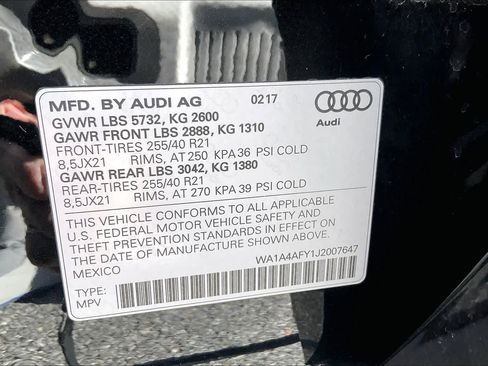 MFD. BY AUDI AG 0217
GVWR LBS 5732, KG 2600
GAWR FRONT LBS 2888, KG 1310
FRONT-TIRES 255/40 R21
8,5JX21 RIMS, AT 250 KPA 36 PSI COLD
GAWR REAR LBS 3042, KG 1380
REAR-TIRES 255/40 R21
8,5JX21 RIMS, AT 270 KPA 39 PSI COLD
Audi
THIS VEHICLE CONFORMS TO ALL APPLICABLE
U.S. FEDERAL MOTOR VEHICLE SAFETY AND
THEFT PREVENTION STANDARDS IN EFFECT ON
THE DATE OF MANUFACTURE SHOWN ABOVE.
MEXICO
WA1A4AFY1J2007647
TYPE:
MPV